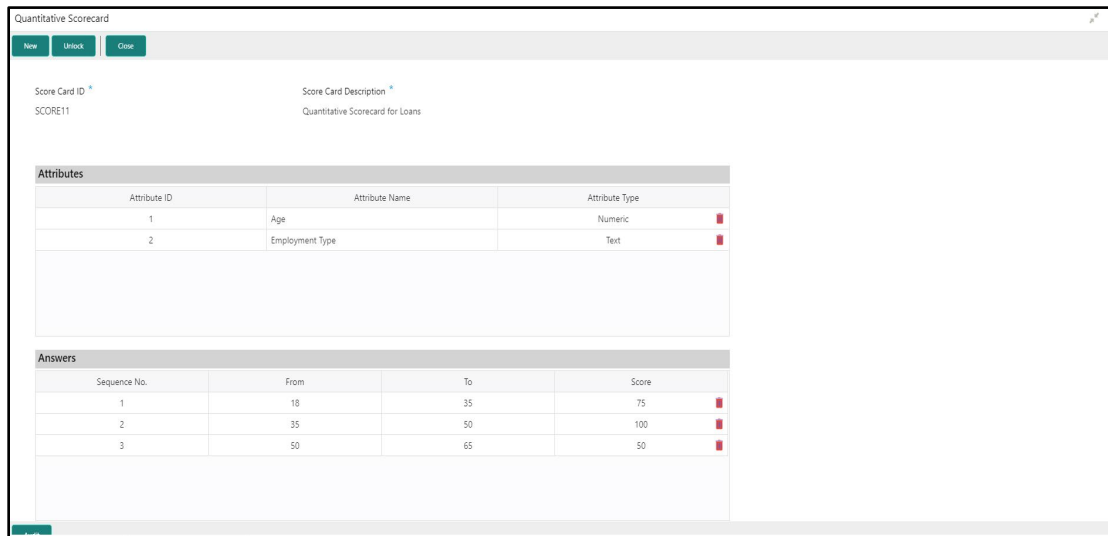 Quantitative Scorecard
New Unlock Close
Score Card ID * Score Card Description *
SCORE11 Quantitative Scorecard for Loans
Attributes
Attribute ID Attribute Name Attribute Type
1 Age Numeric
2 Employment Type Text
Answers
Sequence No. From To Score
1 18 35 75
2 35 50 100
3 50 65 50